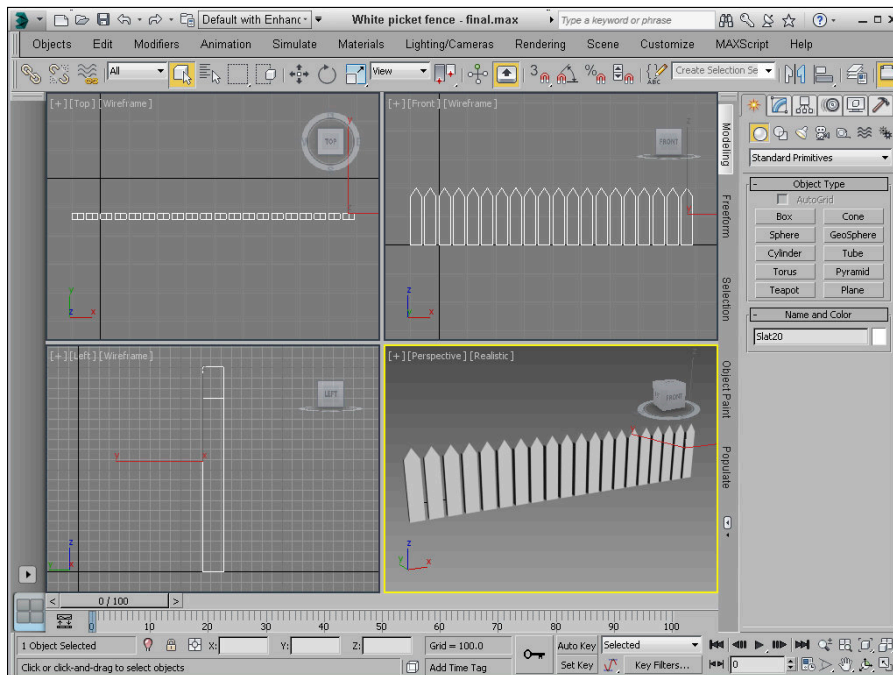 Default with Enhanc
White picket fence - final.max
Type a keyword or phrase
Objects Edit Modifiers Animation Simulate Materials Lighting/Cameras Rendering Scene Customize MAXScript Help
All
View
3
%
ABC
Create Selection Se
[+][Top][Wireframe]
TOP
y
x
y
z x
[+][Front][Wireframe]
FRONT
z
x
z
x
[+][Left][Wireframe]
LEFT
y x
z
y x
[+][Perspective][Realistic]
FRONT
z
y x
Modeling
Freeform
Selection
Object Paint
Populate
Standard Primitives
- Object Type
AutoGrid
Box Cone
Sphere GeoSphere
Cylinder Tube
Torus Pyramid
Teapot Plane
- Name and Color
Slat20
< 0 / 100 >
0 10 20 30 40 50 60 70 80 90 100
1 Object Selected X: Y: Z: Grid = 100.0 Auto Key Selected
Click or click-and-drag to select objects Add Time Tag Set Key Key Filters... 0